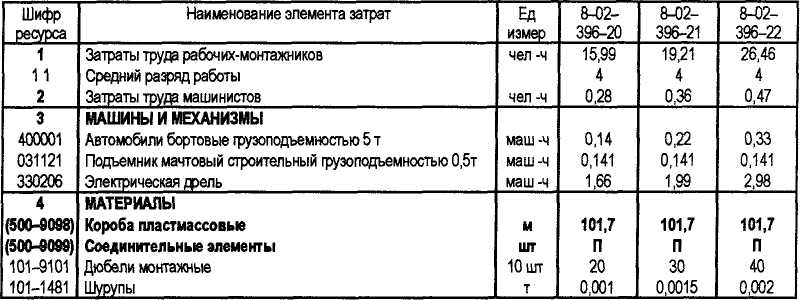 Шифр ресурса Наименование элемента затрат Ед измер 8–02–396–20 8–02–396–21 8–02–396–22
1 Затраты труда рабочих-монтажников чел -ч 15,99 19,21 26,46
1 1 Средний разряд работы 4 4 4
2 Затраты труда машинистов чел -ч 0,28 0,36 0,47
3 МАШИНЫ И МЕХАНИЗМЫ
400001 Автомобили бортовые грузоподъемностью 5 т маш -ч 0,14 0,22 0,33
031121 Подъемник мачтовый строительный грузоподъемностью 0,5т маш -ч 0,141 0,141 0,141
330206 Электрическая дрель маш -ч 1,66 1,99 2,98
4 МАТЕРИАЛЫ
(500–9098) Короба пластмассовые м 101,7 101,7 101,7
(500–9099) Соединительные элементы шт П П П
101–9101 Дюбели монтажные 10 шт 20 30 40
101–1481 Шурупы т 0,001 0,0015 0,002